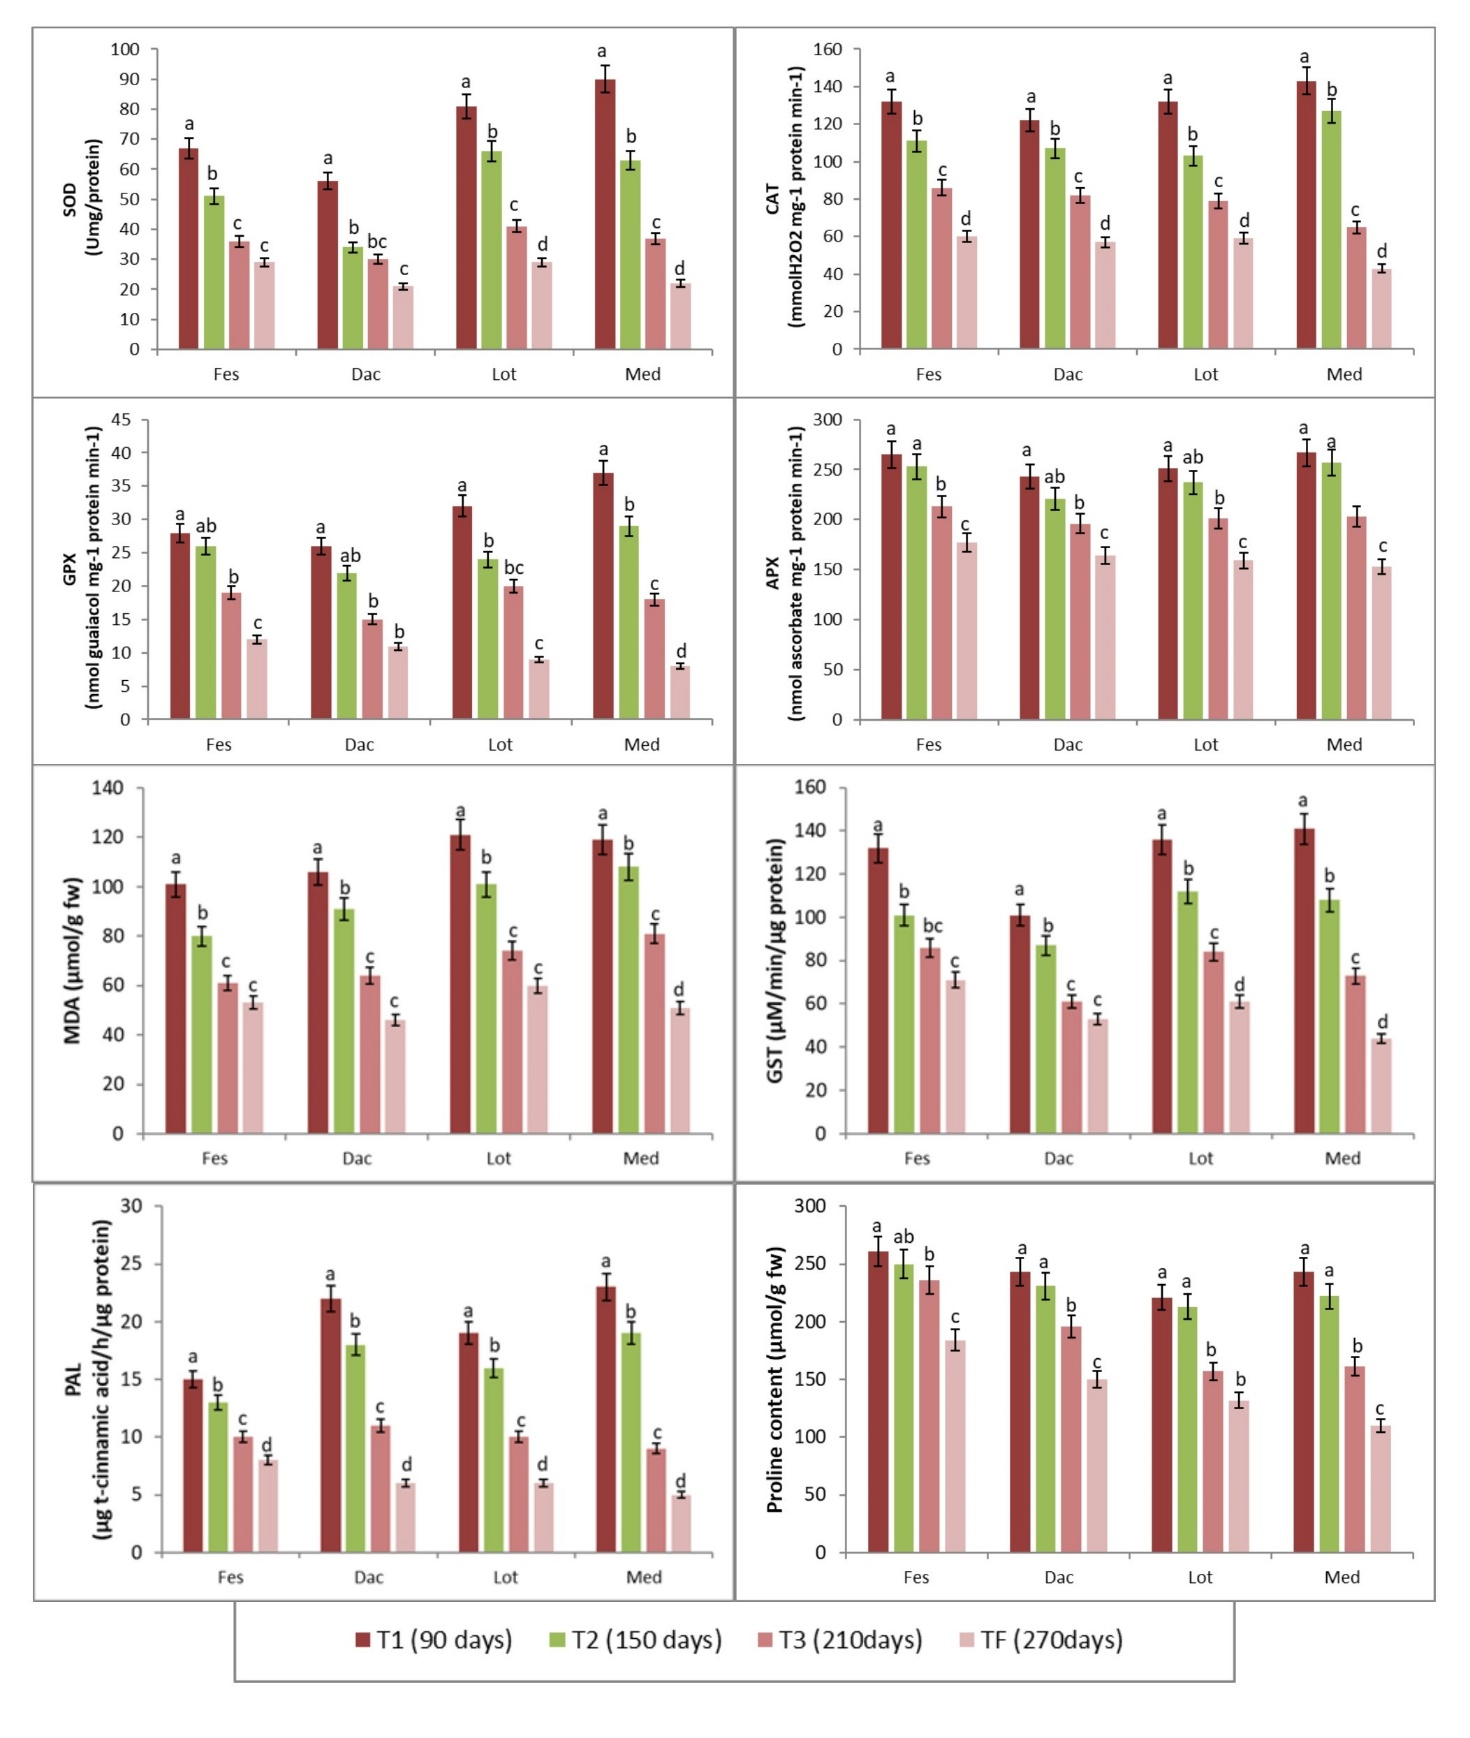 SOD
(Umg/protein)
100
90
80
70
60
50
40
30
20
10
0
a
b
c
c
a
b
bc
c
a
b
c
d
a
b
c
d
Fes Dac Lot Med
CAT
(mmolH2O2 mg-1 protein min-1)
160
140
120
100
80
60
40
20
0
a
b
c
d
a
b
c
d
a
b
c
d
a
b
c
d
Fes Dac Lot Med
GPX
(nmol guaiacol mg-1 protein min-1)
45
40
35
30
25
20
15
10
5
0
a
ab
b
c
a
ab
b
b
a
b
bc
c
a
b
c
d
Fes Dac Lot Med
APX
(nmol ascorbate mg-1 protein min-1)
300
250
200
150
100
50
0
a
a
b
c
a
ab
b
c
a
ab
b
c
a
a
c
Fes Dac Lot Med
MDA (µmol/g fw)
140
120
100
80
60
40
20
0
a
b
c
c
a
b
c
c
a
b
c
c
a
b
c
d
Fes Dac Lot Med
GST (µM/min/µg protein)
160
140
120
100
80
60
40
20
0
a
b
bc
c
a
b
c
c
a
b
c
d
a
b
c
d
Fes Dac Lot Med
PAL
(µg t-cinnamic acid/h/µg protein)
30
25
20
15
10
5
0
a
b
c
d
a
b
c
d
a
b
c
d
a
b
c
d
Fes Dac Lot Med
Proline content (µmol/g fw)
300
250
200
150
100
50
0
a
ab
b
c
a
a
b
c
a
a
b
b
a
a
b
c
Fes Dac Lot Med
T1 (90 days) T2 (150 days) T3 (210days) TF (270days)